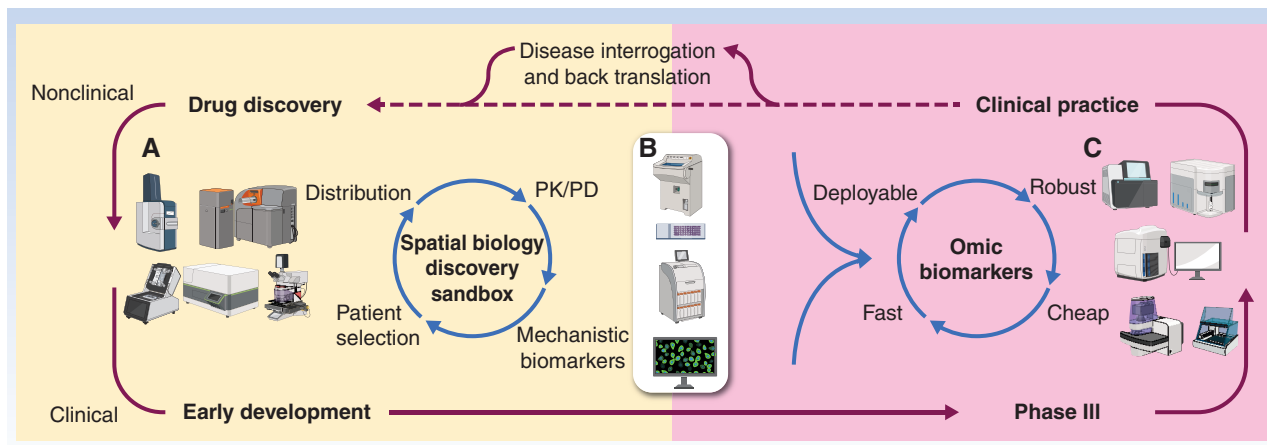 Disease interrogation
and back translation
Nonclinical
Drug discovery
Clinical practice
A
B
C
Distribution
PK/PD
Spatial biology
discovery
sandbox
Patient
selection
Mechanistic
biomarkers
Deployable
Robust
Omic
biomarkers
Fast
Cheap
Clinical
Early development
Phase III